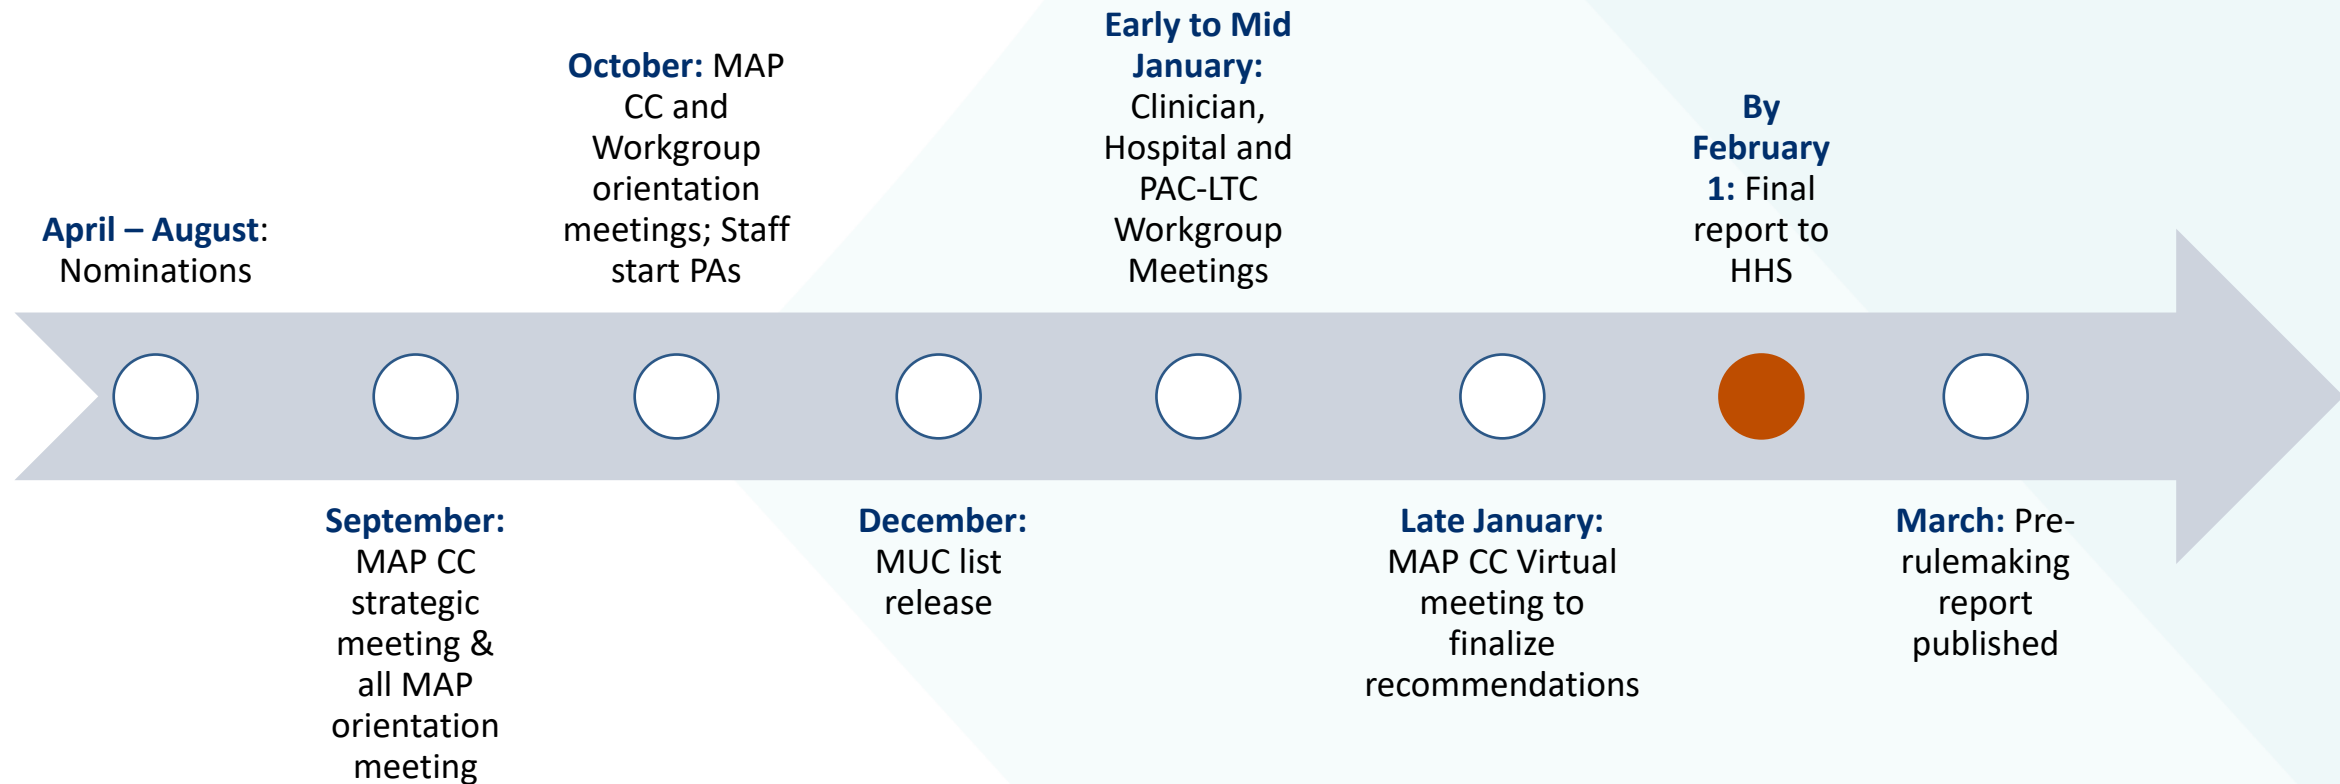 April – August:
Nominations
September:
MAP CC
strategic
meeting &
all MAP
orientation
meeting
October: MAP
CC and
Workgroup
orientation
meetings; Staff
start PAs
December:
MUC list
release
Early to Mid
January:
Clinician,
Hospital and
PAC-LTC
Workgroup
Meetings
Late January:
MAP CC Virtual
meeting to
finalize
recommendations
By
February
1: Final
report to
HHS
March: Pre-
rulemaking
report
published